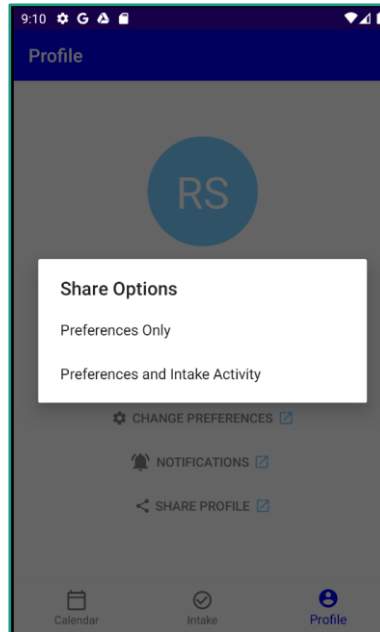 9:10
Profile
RS
Share Options
Preferences Only
Preferences and Intake Activity
CHANGE PREFERENCES
NOTIFICATIONS
SHARE PROFILE
Calendar Intake Profile